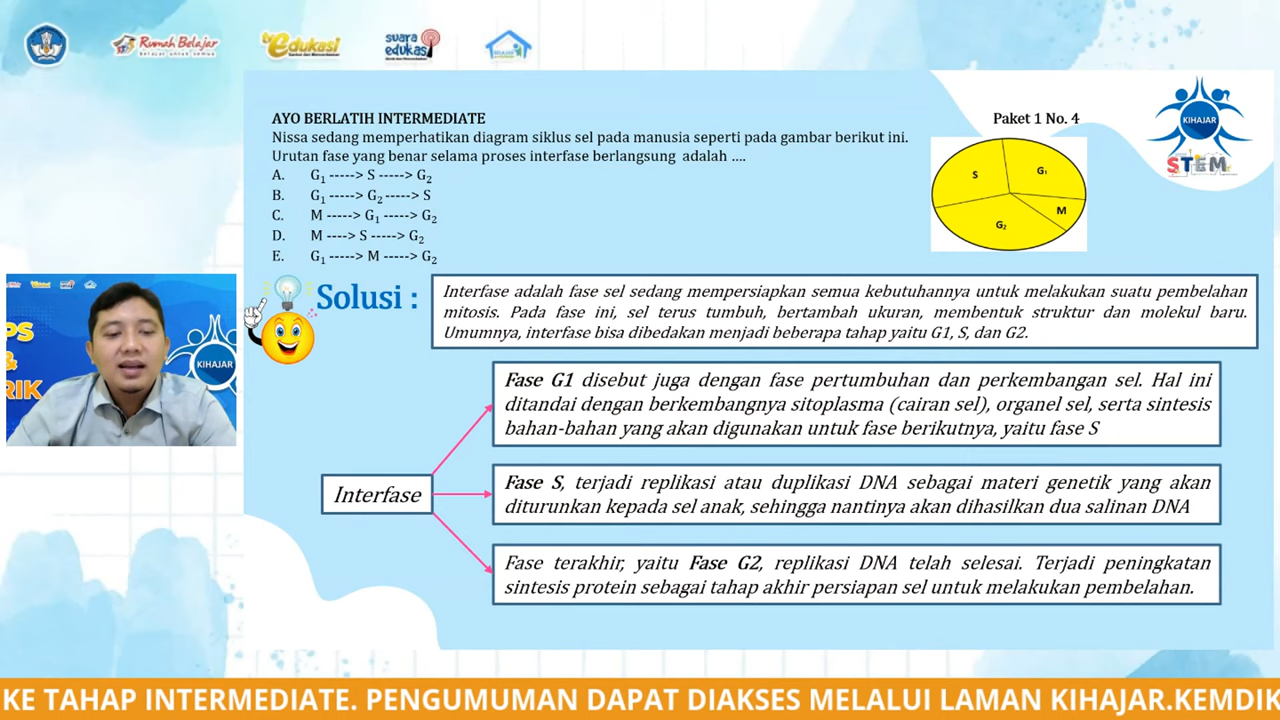 Rumah Belajar
Belajar untuk semua
tv edukasi
suara
edukasi
AYO BERLATIH INTERMEDIATE
Paket 1 No. 4
Nissa sedang memperhatikan diagram siklus sel pada manusia seperti pada gambar berikut ini.
Urutan fase yang benar selama proses interfase berlangsung adalah ....
A. G₁ -----> S -----> G₂
B. G₁ -----> G₂ -----> S
C. M -----> G₁ -----> G₂
D. M ----> S -----> G₂
E. G₁ -----> M -----> G₂
S
G₁
M
G₂
KIHAJAR
STEM
Solusi :
Interfase adalah fase sel sedang mempersiapkan semua kebutuhannya untuk melakukan suatu pembelahan
mitosis. Pada fase ini, sel terus tumbuh, bertambah ukuran, membentuk struktur dan molekul baru.
Umumnya, interfase bisa dibedakan menjadi beberapa tahap yaitu G1, S, dan G2.
Fase G1 disebut juga dengan fase pertumbuhan dan perkembangan sel. Hal ini
ditandai dengan berkembangnya sitoplasma (cairan sel), organel sel, serta sintesis
bahan-bahan yang akan digunakan untuk fase berikutnya, yaitu fase S
Interfase
Fase S, terjadi replikasi atau duplikasi DNA sebagai materi genetik yang akan
diturunkan kepada sel anak, sehingga nantinya akan dihasilkan dua salinan DNA
Fase terakhir, yaitu Fase G2, replikasi DNA telah selesai. Terjadi peningkatan
sintesis protein sebagai tahap akhir persiapan sel untuk melakukan pembelahan.
PS
&
RIK
KIHAJAR
KE TAHAP INTERMEDIATE. PENGUMUMAN DAPAT DIAKSES MELALUI LAMAN KIHAJAR.KEMDIK